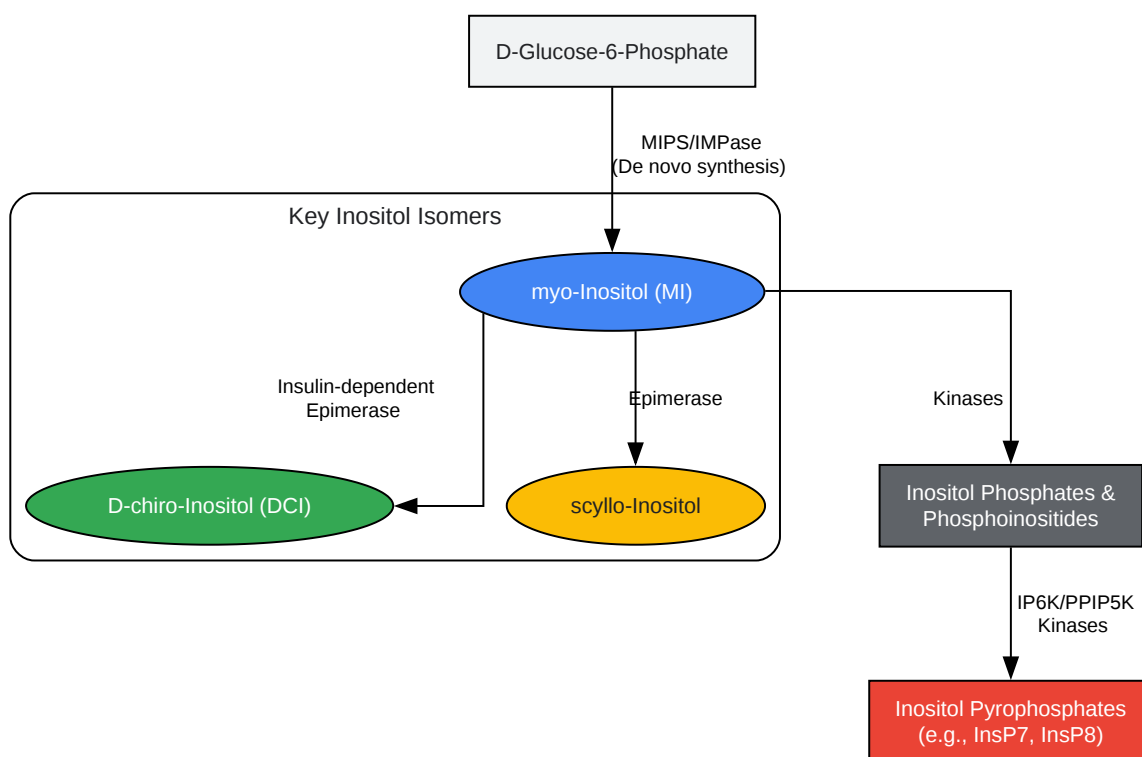 D-Glucose-6-Phosphate
MIPS/IMPase
(De novo synthesis)
Key Inositol Isomers
myo-Inositol (MI)
Insulin-dependent
Epimerase
Epimerase
Kinases
D-chiro-Inositol (DCI)
scyllo-Inositol
Inositol Phosphates &
Phosphoinositides
IP6K/PPIP5K
Kinases
Inositol Pyrophosphates
(e.g., InsP7, InsP8)